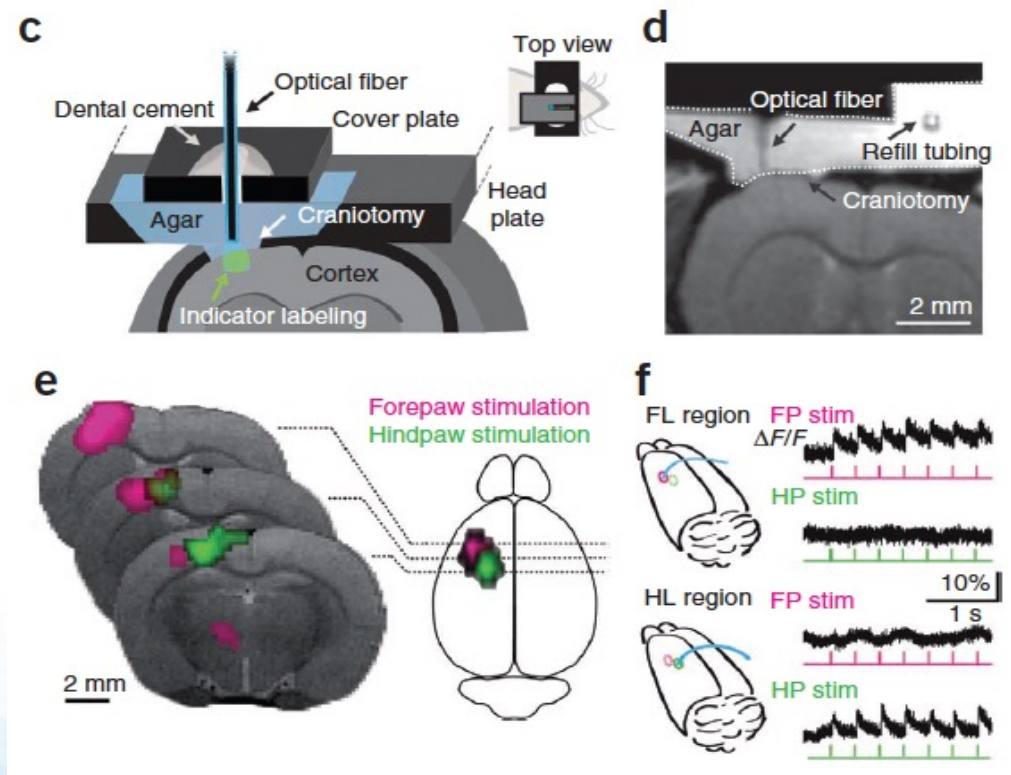 c
Top view
Optical fiber
Dental cement
Cover plate
Head
plate
Agar
Craniotomy
Cortex
Indicator labeling
d
Optical fiber
Agar
Refill tubing
Craniotomy
2 mm
e
Forepaw stimulation
Hindpaw stimulation
2 mm
f
FL region
FP stim
ΔF/F
HP stim
10%
1 s
HL region
FP stim
HP stim